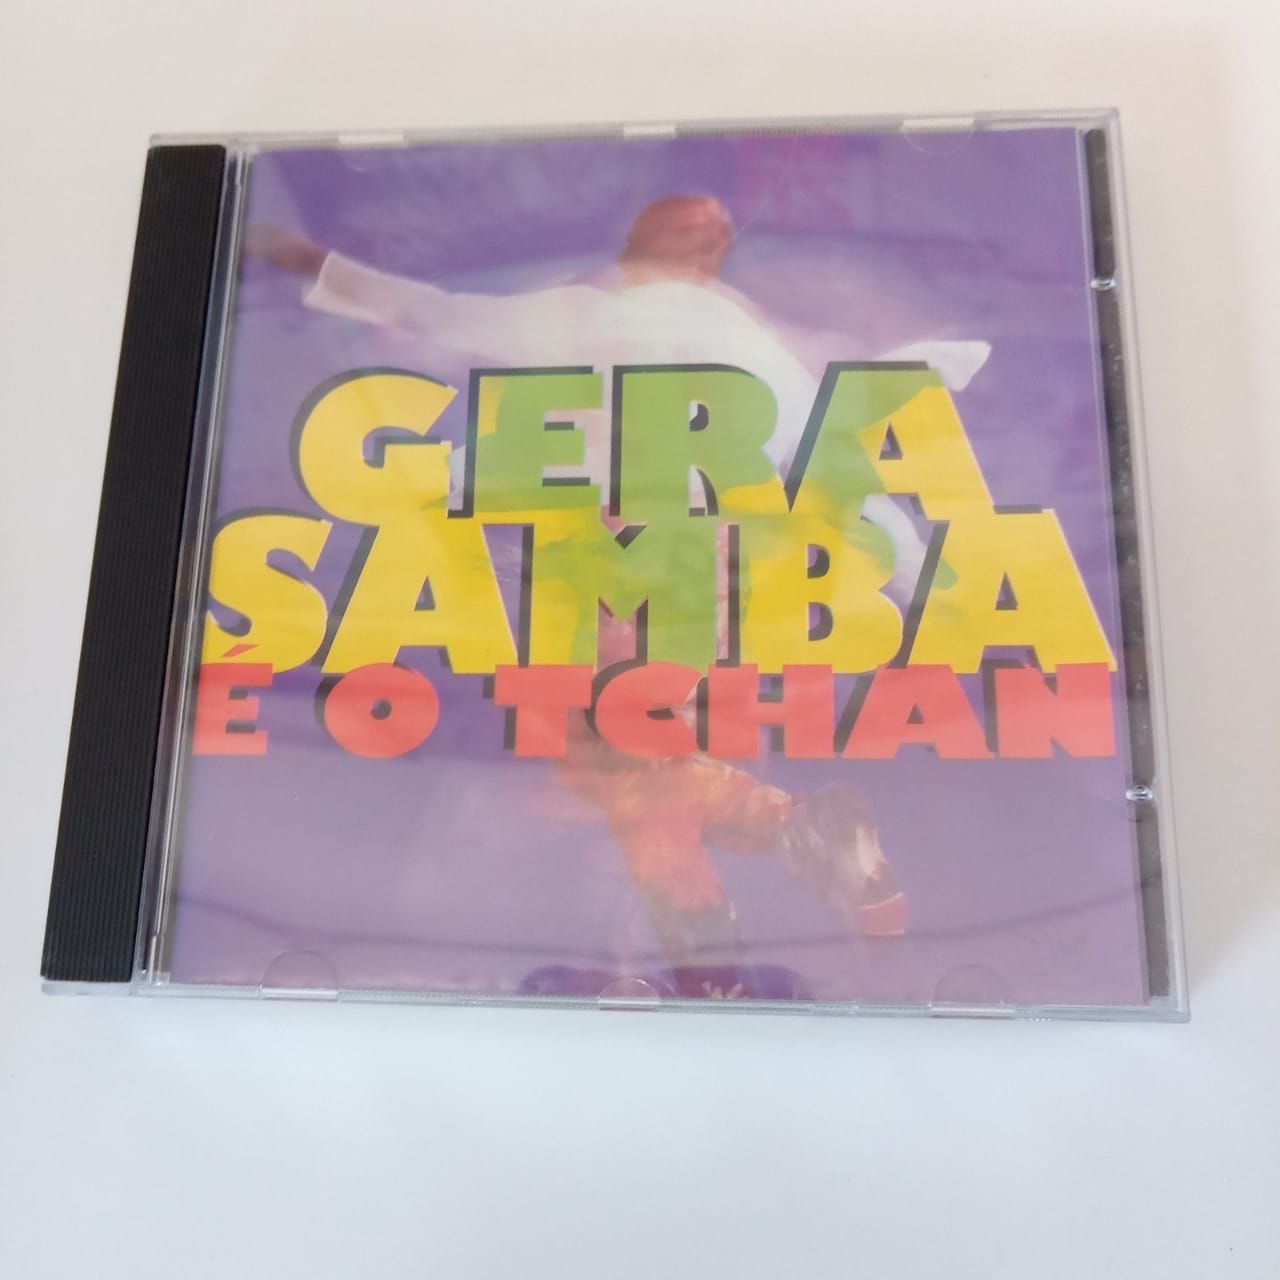 GERA
SAMBA
É O TCHAN